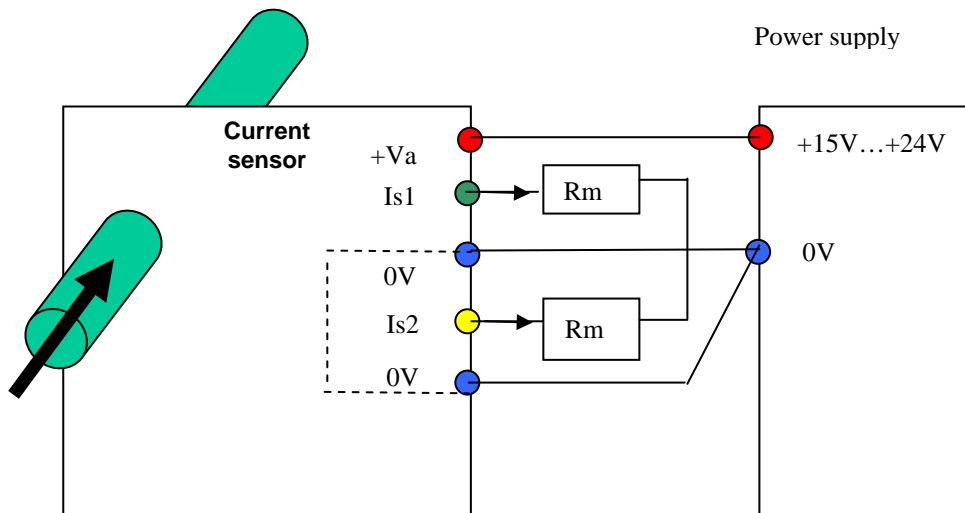 Power supply
Current
sensor
+Va
+15V…+24V
Is1
Rm
0V
0V
Is2
Rm
0V